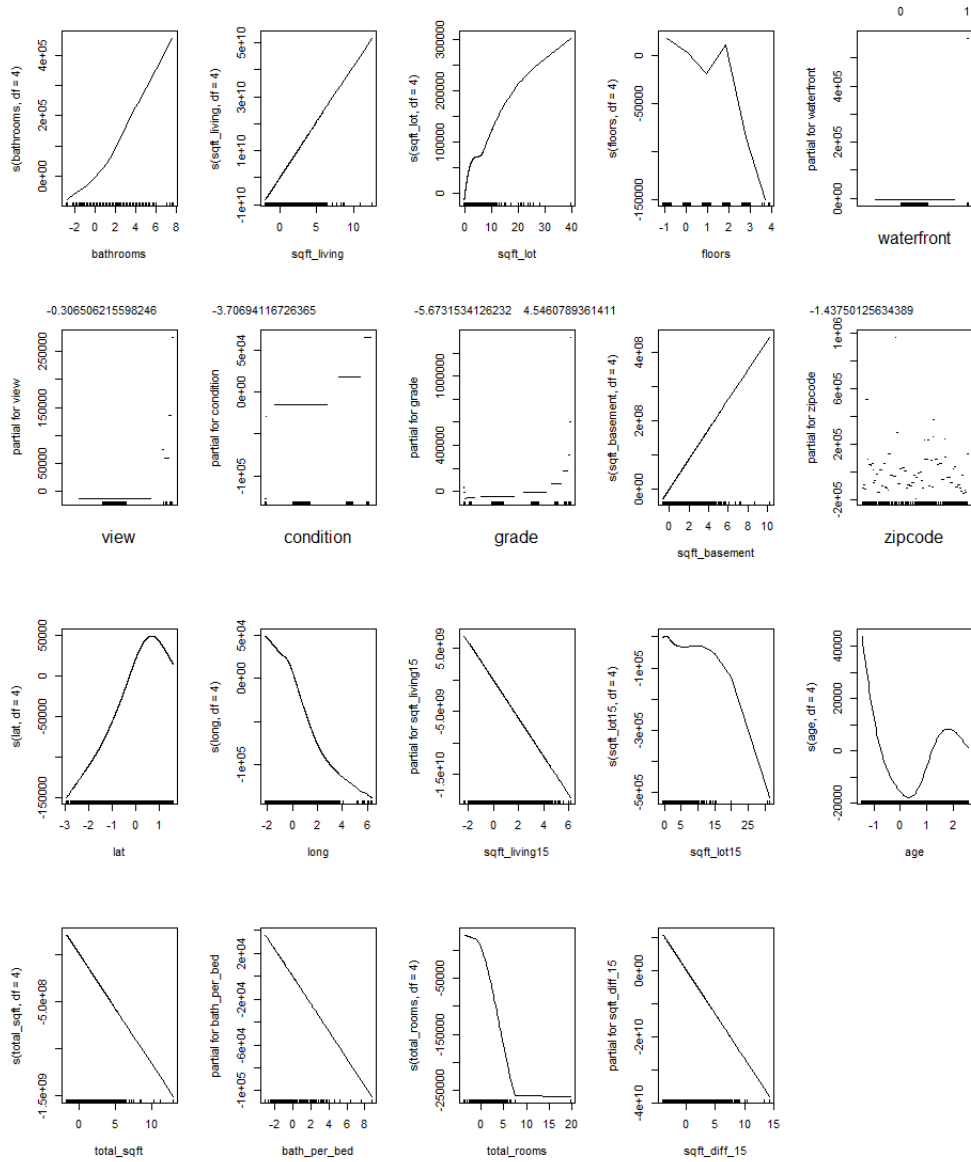 0 1
s(bathrooms, df = 4)
0e+00 2e+05 4e+05
-2 0 2 4 6 8
bathrooms
s(sqft_living, df = 4)
-1e+10 1e+10 3e+10 5e+10
0 5 10
sqft_living
s(sqft_lot, df = 4)
0 100000 200000 300000
0 10 20 30 40
sqft_lot
s(floors, df = 4)
-150000 -50000 0
-1 0 1 2 3 4
floors
partial for waterfront
0e+00 2e+05 4e+05
waterfront
-0.306506215598246
partial for view
0 50000 150000 250000
view
-3.70694116726365
partial for condition
-1e+05 0e+00 5e+04
condition
-5.6731534126232 4.5460789361411
partial for grade
0 400000 1000000
grade
s(sqft_basement, df = 4)
0e+00 2e+08 4e+08
0 2 4 6 8 10
sqft_basement
-1.43750125634389
partial for zipcode
-2e+05 2e+05 6e+05 1e+06
zipcode
s(lat, df = 4)
-150000 -50000 0 50000
-3 -2 -1 0 1
lat
s(long, df = 4)
-1e+05 0e+00 5e+04
-2 0 2 4 6
long
partial for sqft_living15
-1.5e+10 -5.0e+09 5.0e+09
-2 0 2 4 6
sqft_living15
s(sqft_lot15, df = 4)
-5e+05 -3e+05 -1e+05
0 5 15 25
sqft_lot15
s(age, df = 4)
-20000 0 20000 40000
-1 0 1 2
age
s(total_sqft, df = 4)
-1.5e+09 -5.0e+08
0 5 10
total_sqft
partial for bath_per_bed
-1e+05 -6e+04 -2e+04 2e+04
-2 0 2 4 6 8
bath_per_bed
s(total_rooms, df = 4)
-250000 -150000 -50000
0 5 10 15 20
total_rooms
partial for sqft_diff_15
-4e+10 -2e+10 0e+00
0 5 10 15
sqft_diff_15